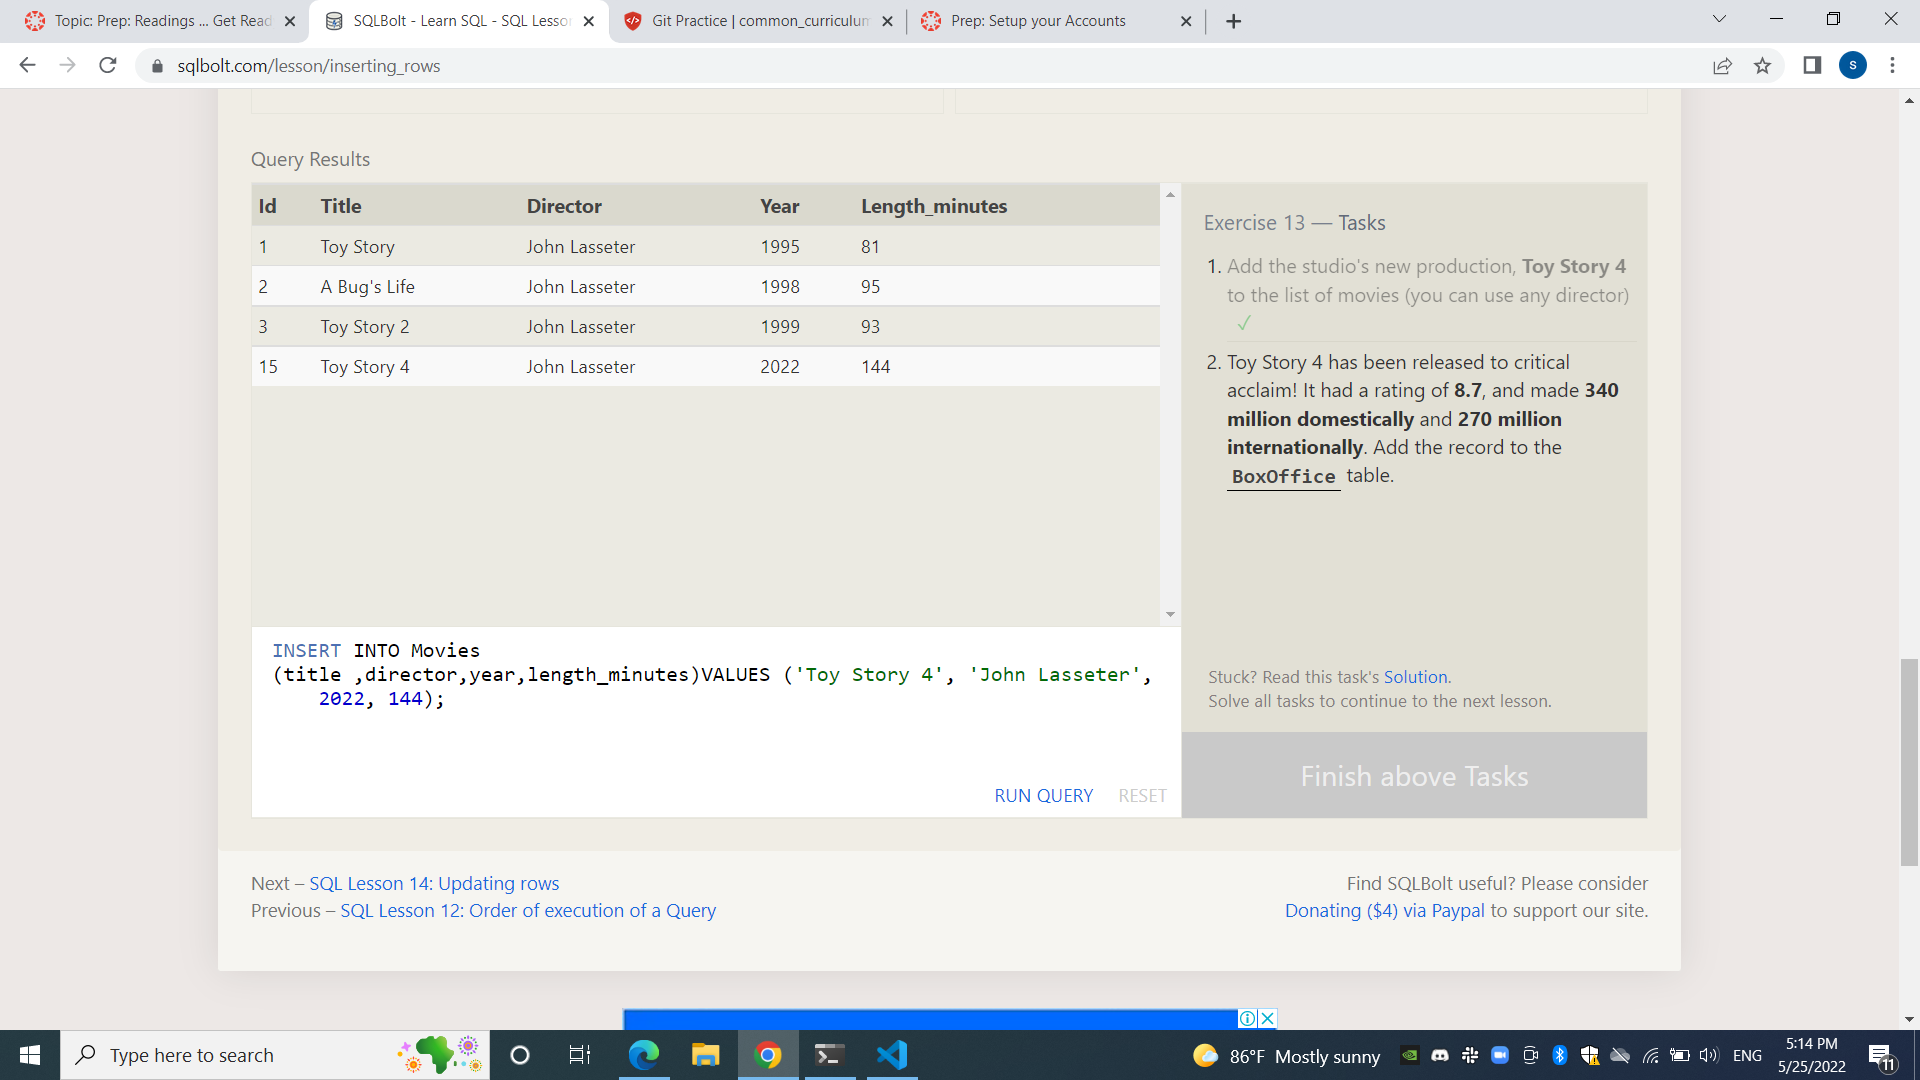 Topic: Prep: Readings ... Get Read
SQLBolt - Learn SQL - SQL Lesson
Git Practice | common_curriculum
Prep: Setup your Accounts
sqlbolt.com/lesson/inserting_rows
S
Query Results
Id Title Director Year Length_minutes
1 Toy Story John Lasseter 1995 81
2 A Bug's Life John Lasseter 1998 95
3 Toy Story 2 John Lasseter 1999 93
15 Toy Story 4 John Lasseter 2022 144
INSERT INTO Movies
(title ,director,year,length_minutes)VALUES ('Toy Story 4', 'John Lasseter',
2022, 144);
RUN QUERY RESET
Exercise 13 — Tasks
1. Add the studio's new production, Toy Story 4
to the list of movies (you can use any director)
✓
2. Toy Story 4 has been released to critical
acclaim! It had a rating of 8.7, and made 340
million domestically and 270 million
internationally. Add the record to the
BoxOffice table.
Stuck? Read this task's Solution.
Solve all tasks to continue to the next lesson.
Finish above Tasks
Next – SQL Lesson 14: Updating rows
Previous – SQL Lesson 12: Order of execution of a Query
Find SQLBolt useful? Please consider
Donating ($4) via Paypal to support our site.
Type here to search
86°F Mostly sunny
ENG
5:14 PM
5/25/2022
11